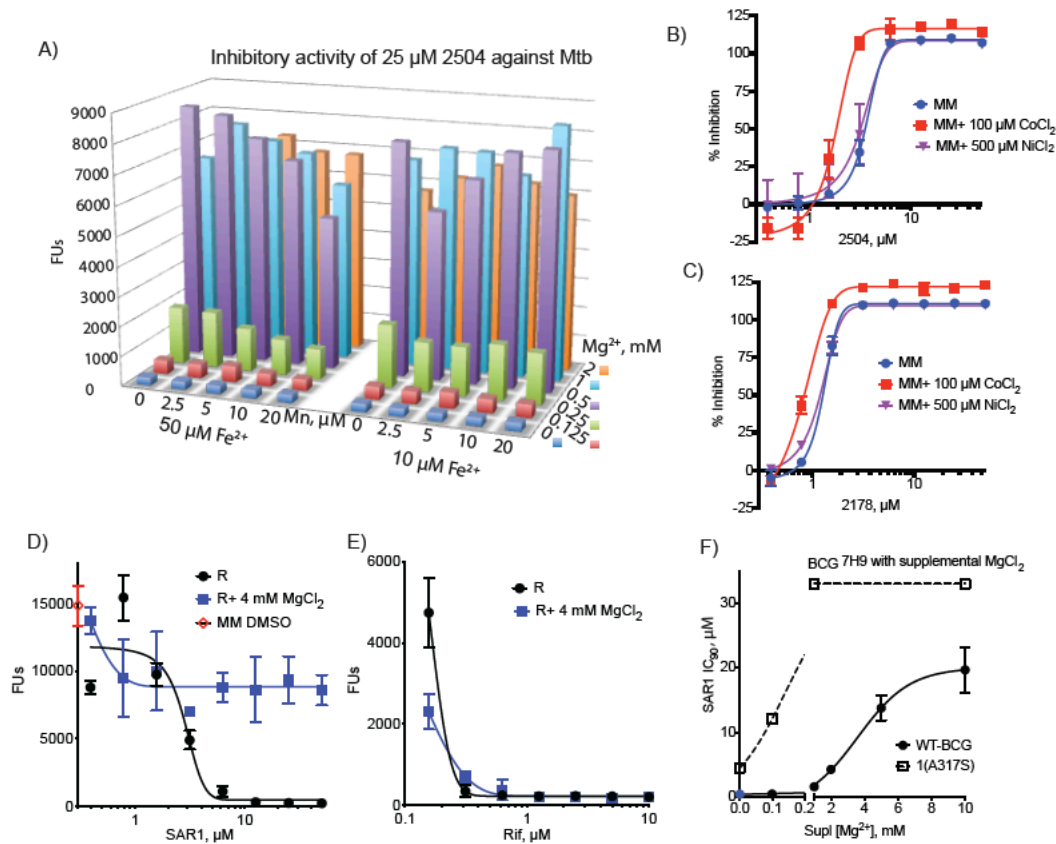 A)
Inhibitory activity of 25 µM 2504 against Mtb
9000
8000
7000
6000
5000
4000
3000
2000
1000
0
FUs
0 2.5 5 10 20 Mn, µM 0 2.5 5 10 20
50 µM Fe²⁺
10 µM Fe²⁺
Mg²⁺, mM
2
1
0.5
0.25
0.125
0
B)
125
100
75
50
25
0
-25
% Inhibition
1 10
2504, µM
MM
MM+ 100 µM CoCl₂
MM+ 500 µM NiCl₂
C)
125
100
75
50
25
0
-25
% Inhibition
1 10
2178, µM
MM
MM+ 100 µM CoCl₂
MM+ 500 µM NiCl₂
D)
15000
10000
5000
0
FUs
1 10
SAR1, µM
R
R+ 4 mM MgCl₂
MM DMSO
E)
6000
4000
2000
0
FUs
0.1 1 10
Rif, µM
R
R+ 4 mM MgCl₂
F)
BCG 7H9 with supplemental MgCl₂
30
20
10
0
SAR1 IC₉₀, µM
0.0 0.1 0.2 2 4 6 8 10
Supl [Mg²⁺], mM
WT-BCG
1(A317S)